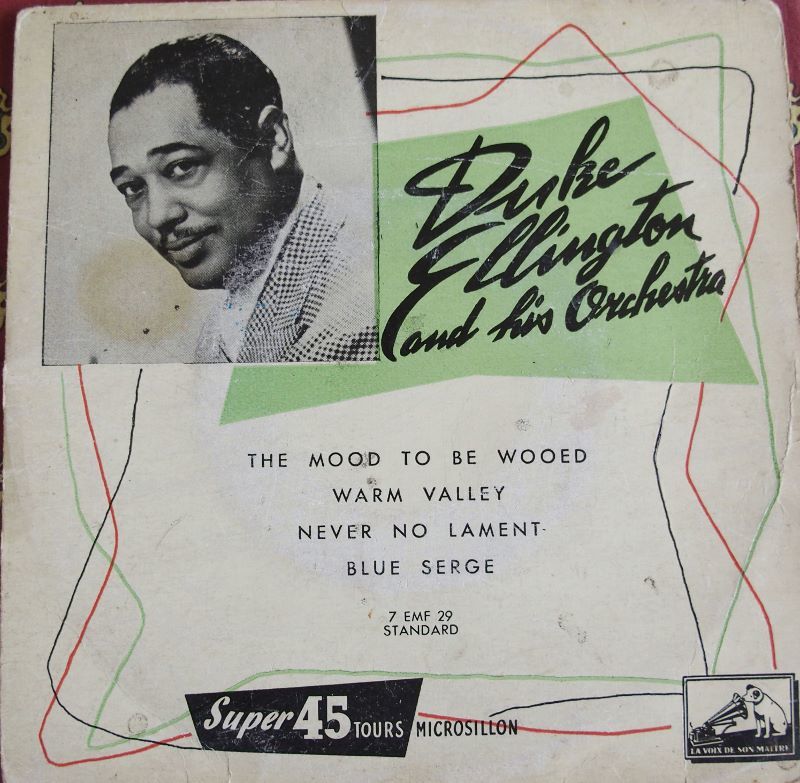 Duke
Ellington
and his Orchestra
THE MOOD TO BE WOOED
WARM VALLEY
NEVER NO LAMENT
BLUE SERGE
7 EMF 29
STANDARD
Super 45 TOURS MICROSILLON
LA VOIX DE SON MAITRE